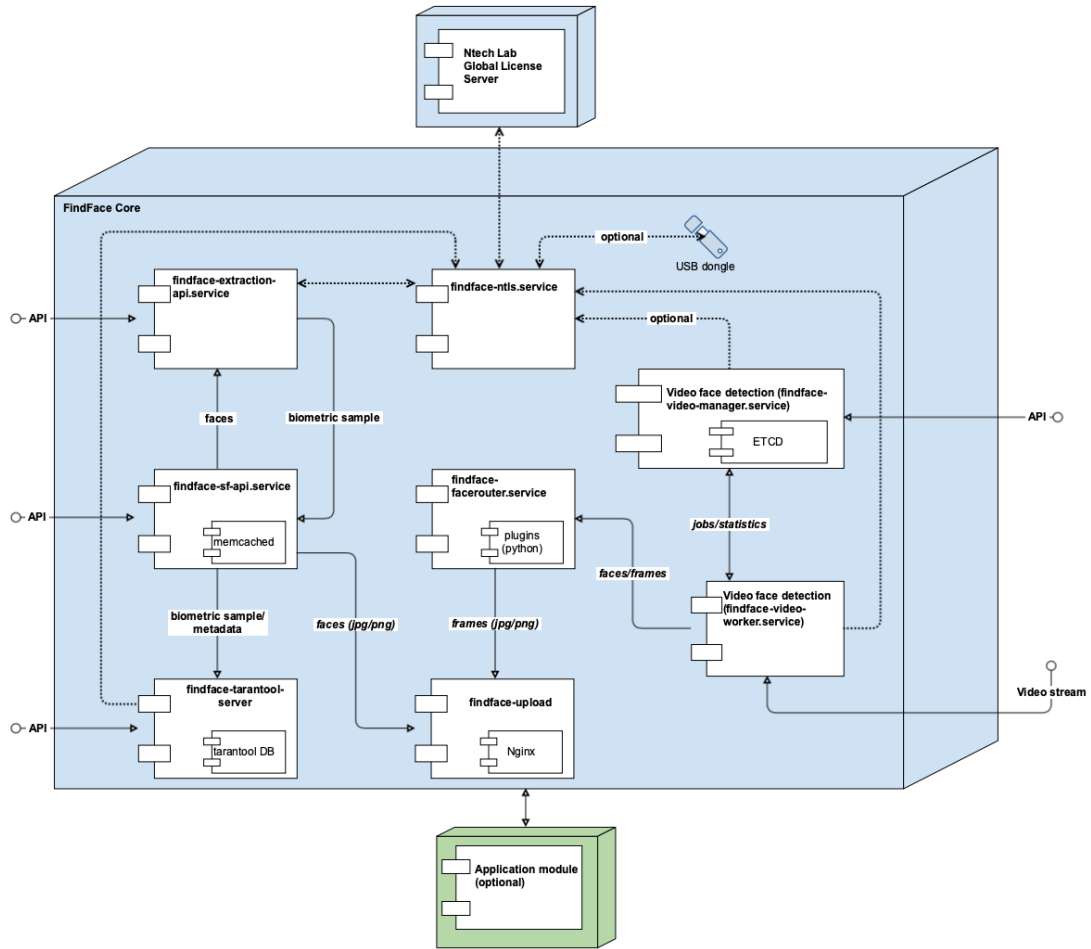 Ntech Lab
Global License
Server
FindFace Core
optional
USB dongle
findface-extraction-
api.service
findface-ntls.service
API
optional
Video face detection (findface-
video-manager.service)
ETCD
API
faces
biometric sample
findface-sf-api.service
memcached
API
findface-
facerouter.service
plugins
(python)
jobs/statistics
faces/frames
Video face detection
(findface-video-
worker.service)
biometric sample/
metadata
faces (jpg/png)
frames (jpg/png)
findface-tarantool-
server
tarantool DB
API
findface-upload
Nginx
Video stream
Application module
(optional)